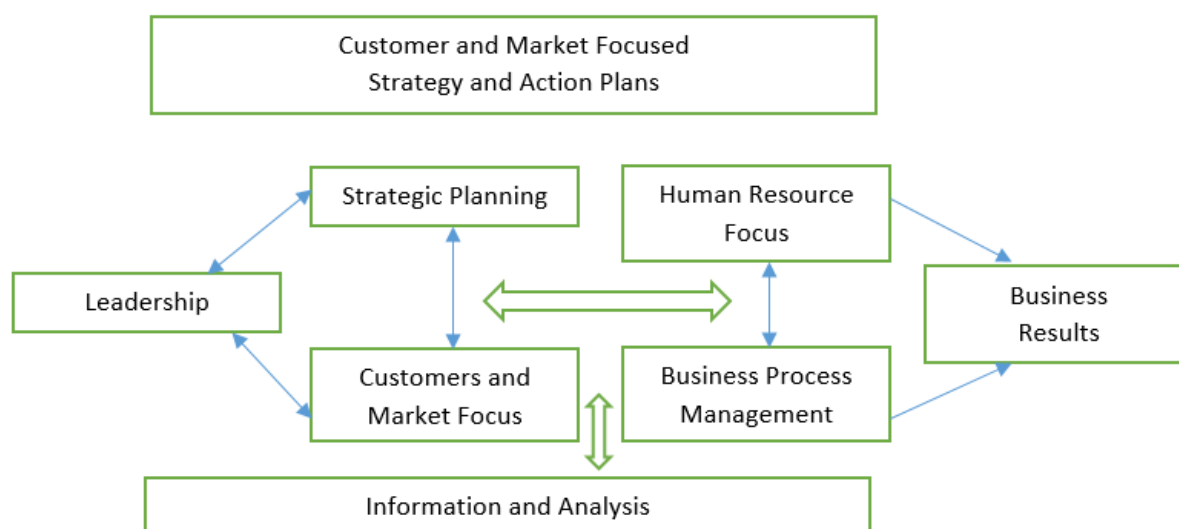 Customer and Market Focused
Strategy and Action Plans
Strategic Planning
Human Resource
Focus
Leadership
Business
Results
Customers and
Market Focus
Business Process
Management
Information and Analysis